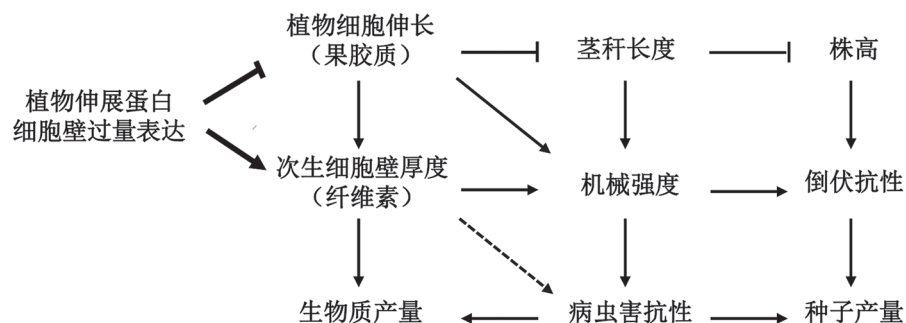 植物细胞伸长
（果胶质）
茎秆长度
株高
植物伸展蛋白
细胞壁过量表达
次生细胞壁厚度
（纤维素）
机械强度
倒伏抗性
生物质产量
病虫害抗性
种子产量